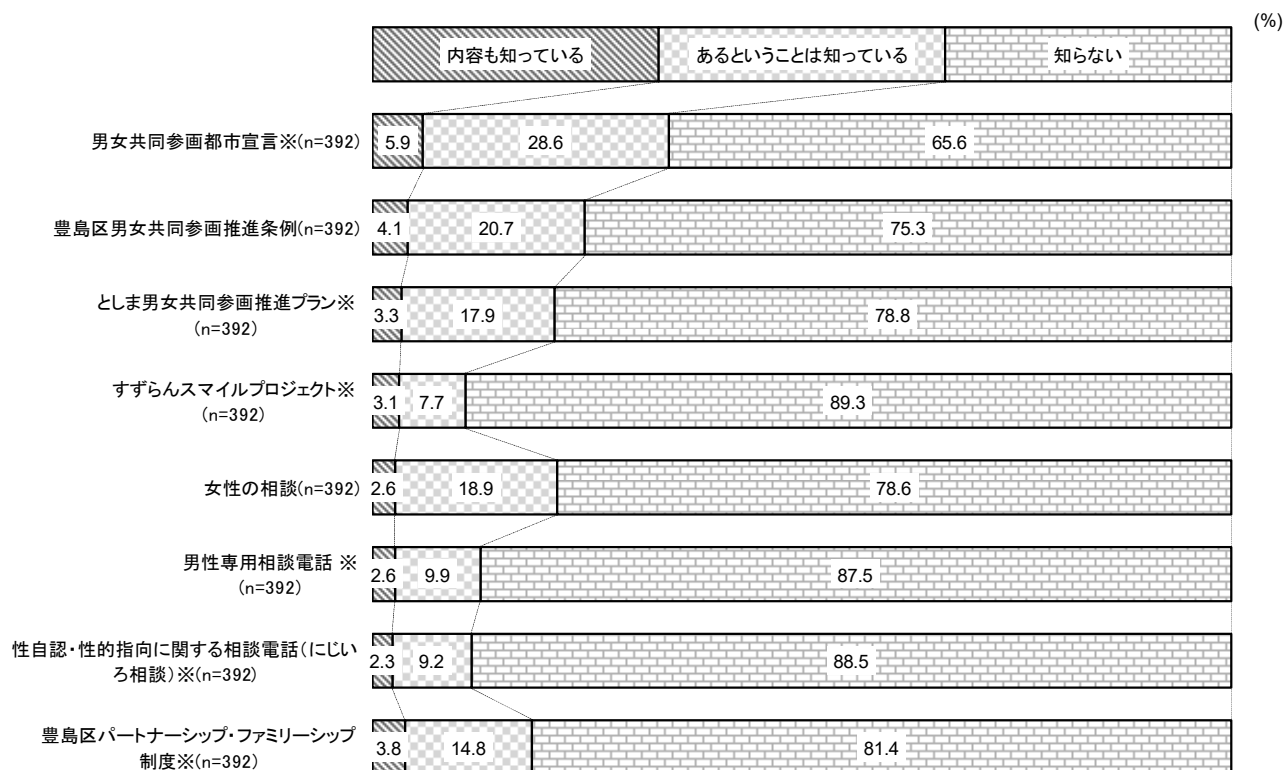 (%)
内容も知っている あるということは知っている 知らない
男女共同参画都市宣言※(n=392) 5.9 28.6 65.6
豊島区男女共同参画推進条例(n=392) 4.1 20.7 75.3
としま男女共同参画推進プラン※
(n=392) 3.3 17.9 78.8
すずらんスマイルプロジェクト※
(n=392) 3.1 7.7 89.3
女性の相談(n=392) 2.6 18.9 78.6
男性専用相談電話 ※
(n=392) 2.6 9.9 87.5
性自認・性的指向に関する相談電話(にじい
ろ相談)※(n=392) 2.3 9.2 88.5
豊島区パートナーシップ・ファミリーシップ
制度※(n=392) 3.8 14.8 81.4